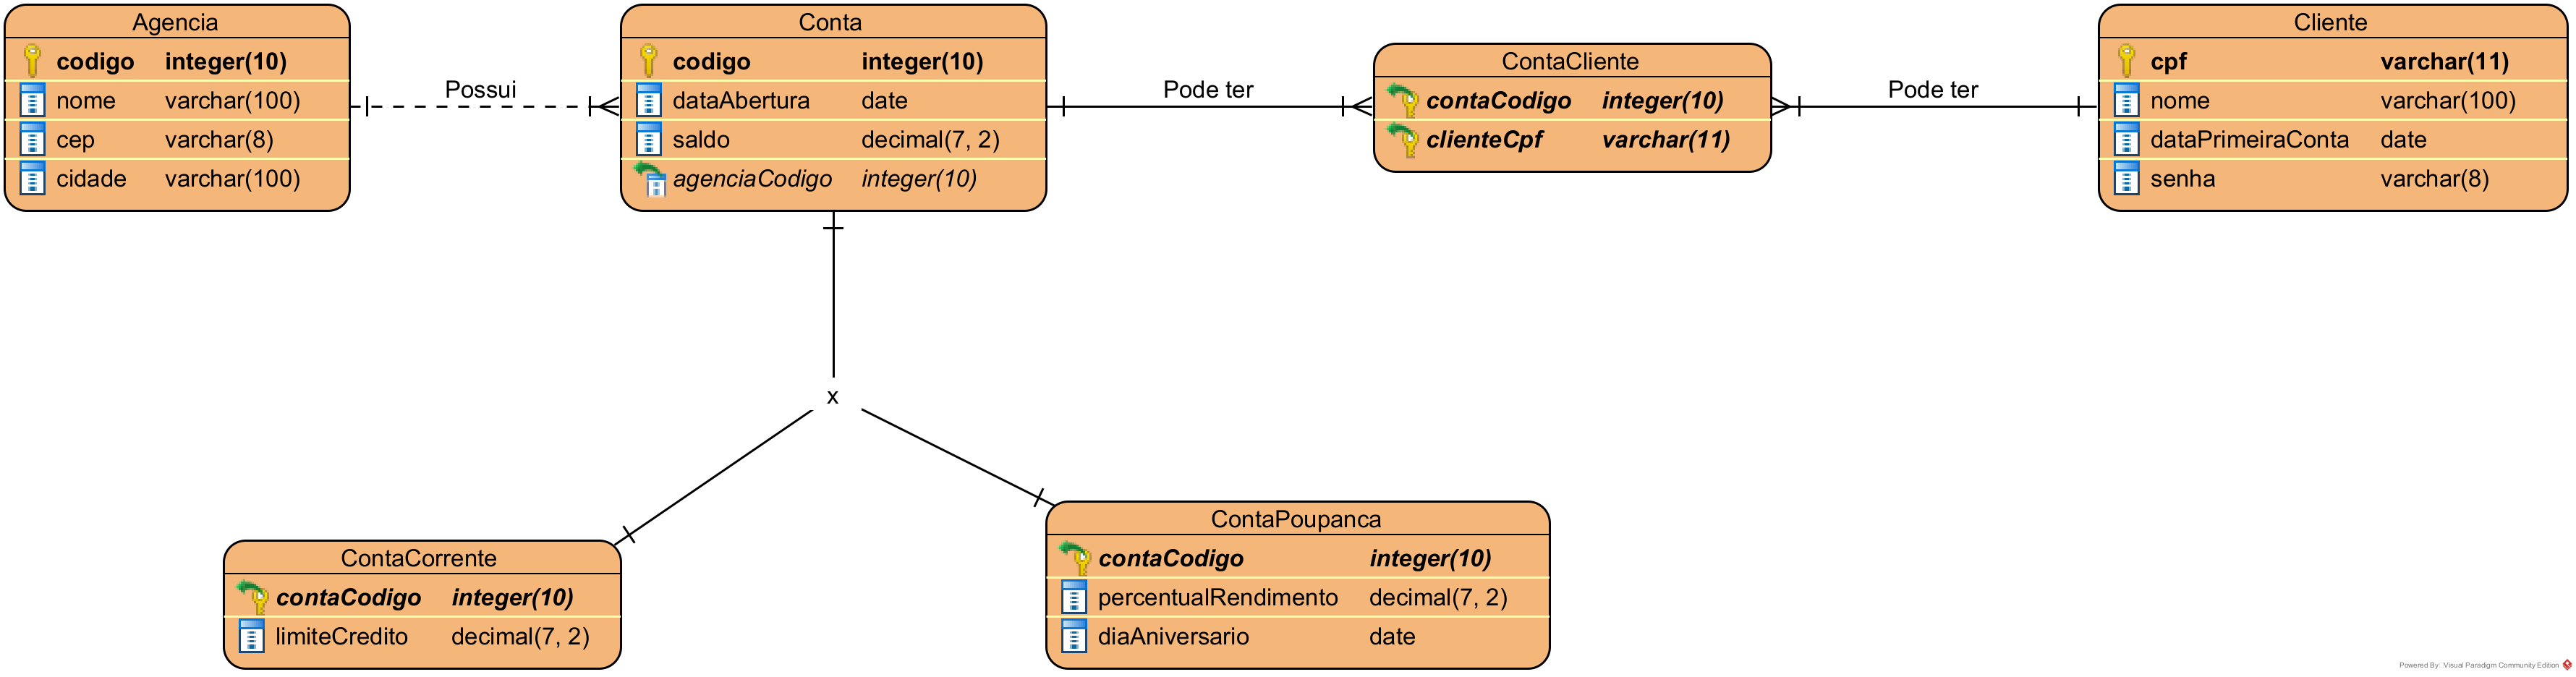 Agencia
codigo integer(10)
nome varchar(100)
cep varchar(8)
cidade varchar(100)
Possui
Conta
codigo integer(10)
dataAbertura date
saldo decimal(7, 2)
agenciaCodigo integer(10)
Pode ter
ContaCliente
contaCodigo integer(10)
clienteCpf varchar(11)
Pode ter
Cliente
cpf varchar(11)
nome varchar(100)
dataPrimeiraConta date
senha varchar(8)
x
ContaCorrente
contaCodigo integer(10)
limiteCredito decimal(7, 2)
ContaPoupanca
contaCodigo integer(10)
percentualRendimento decimal(7, 2)
diaAniversario date
Powered By: Visual Paradigm Community Edition